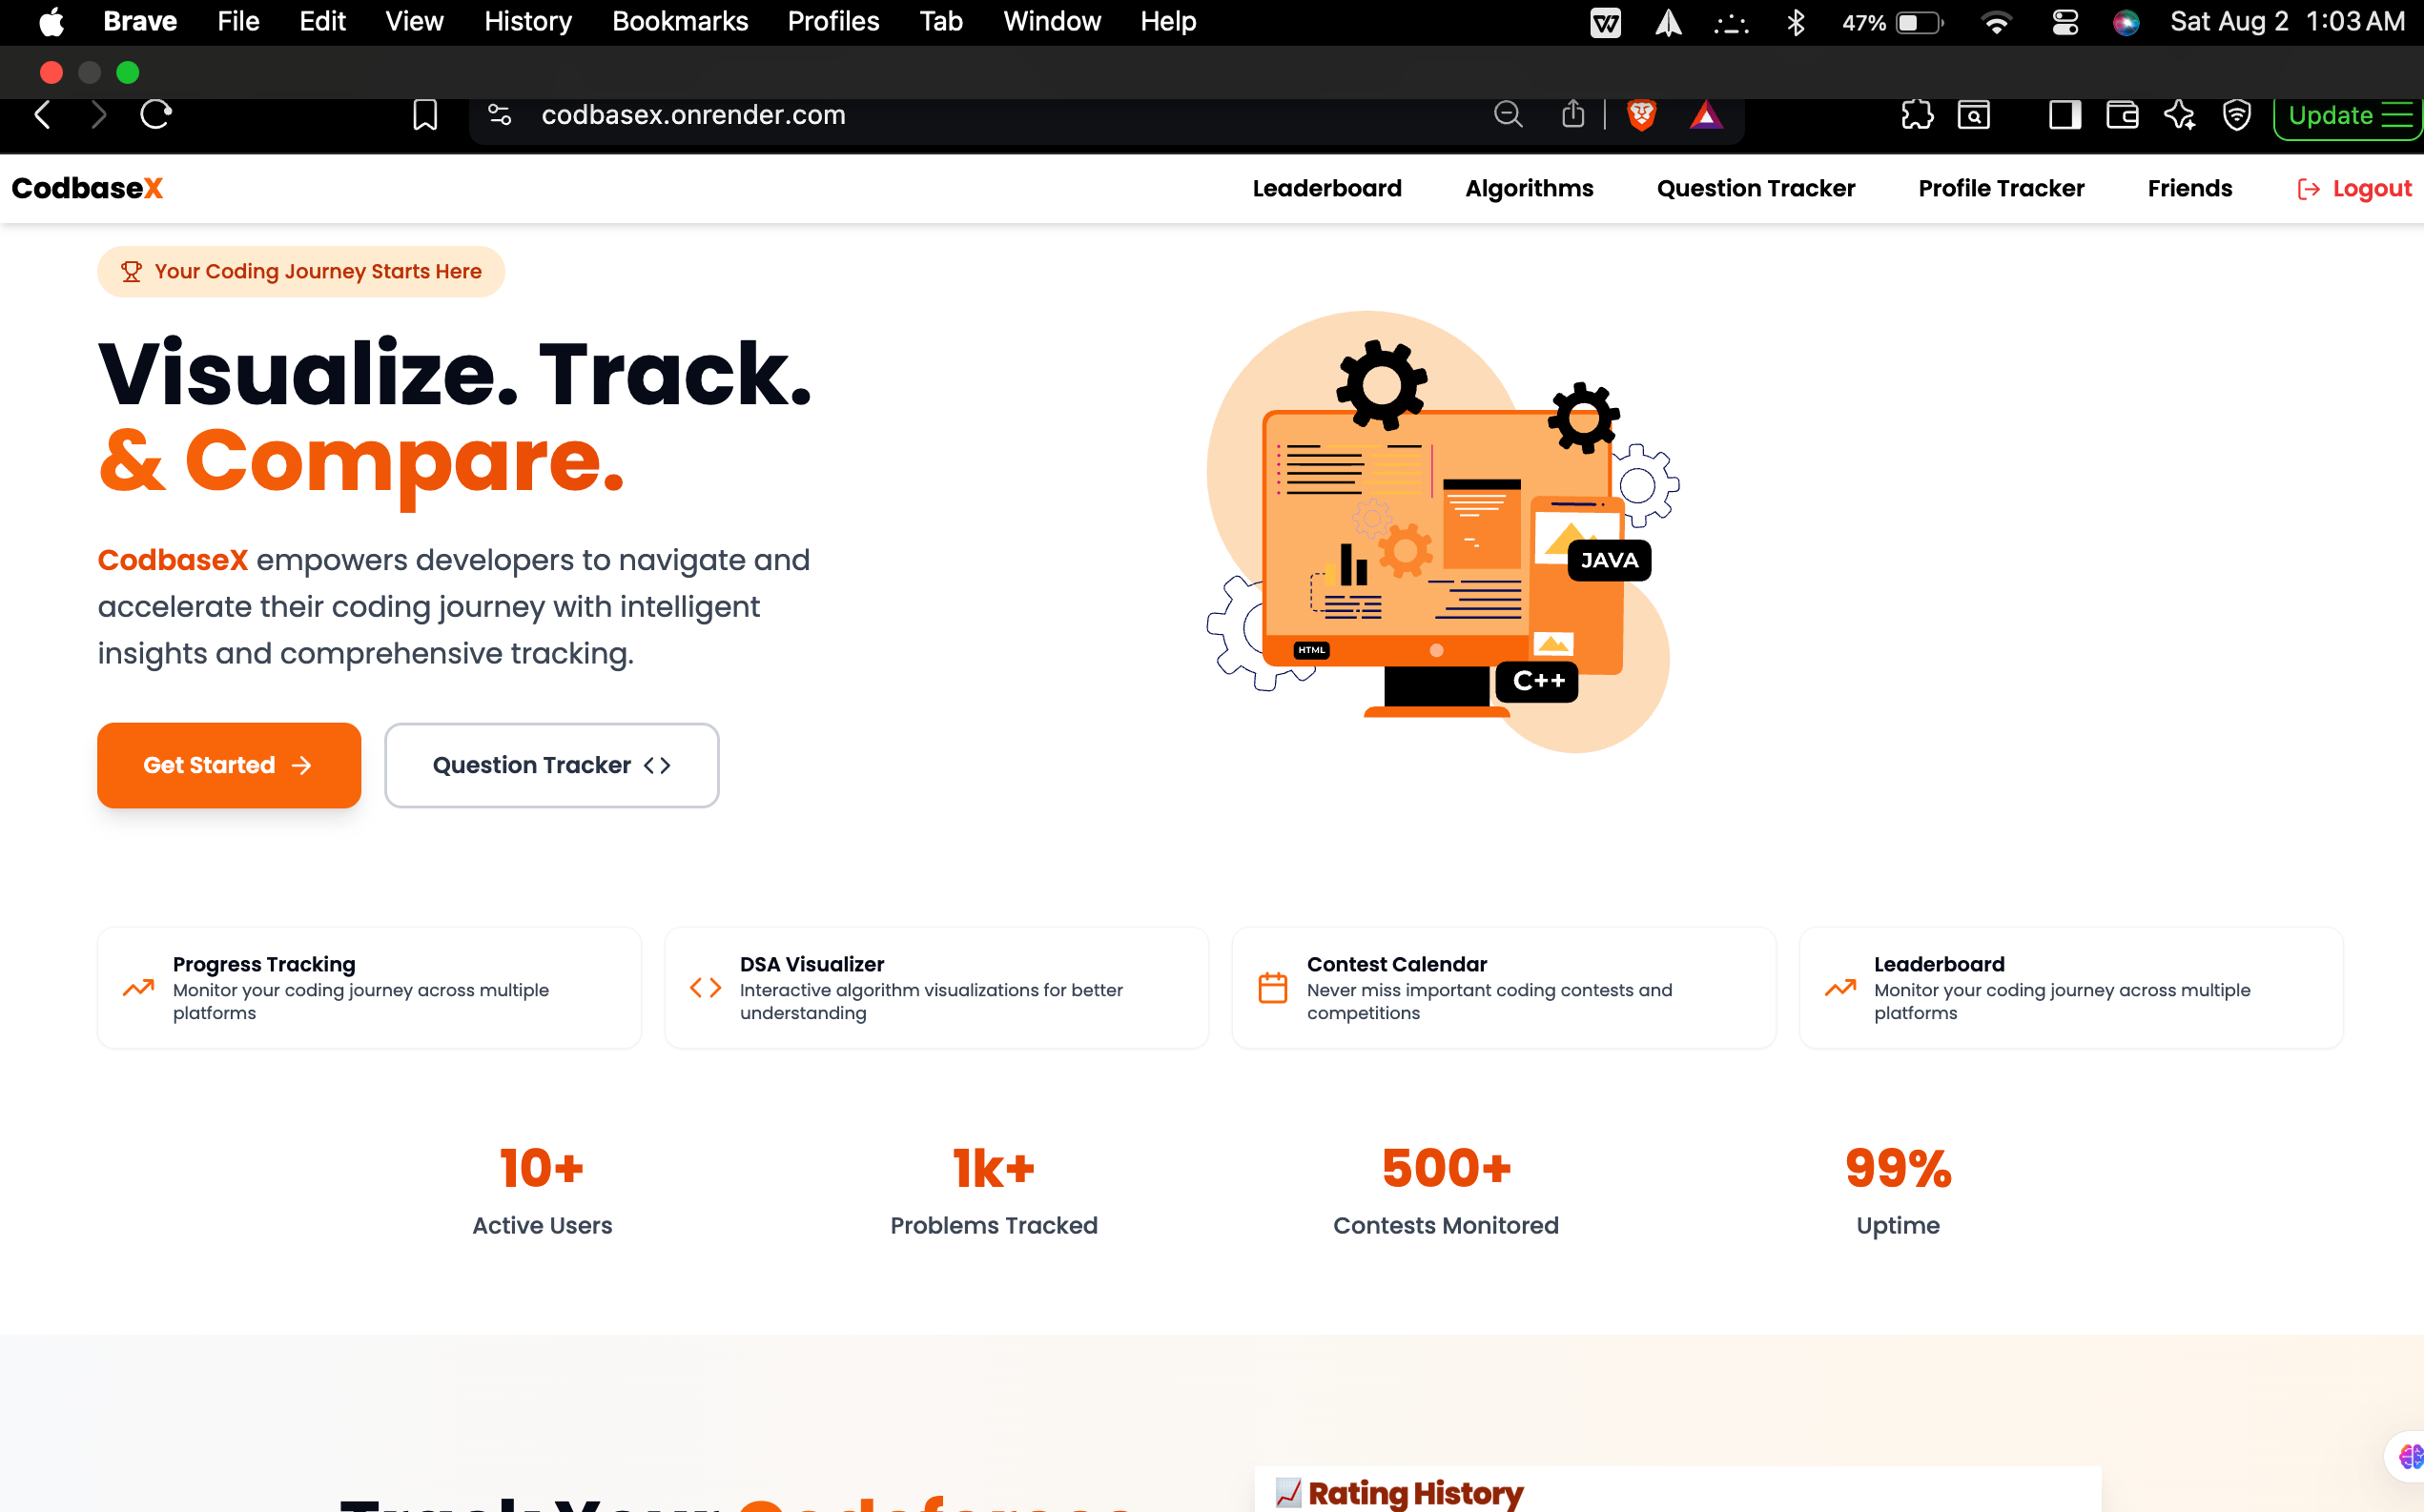 Brave File Edit View History Bookmarks Profiles Tab Window Help 47% Sat Aug 2 1:03 AM
codbasex.onrender.com Update
CodbaseX Leaderboard Algorithms Question Tracker Profile Tracker Friends Logout
Your Coding Journey Starts Here
Visualize. Track.
& Compare.
CodbaseX empowers developers to navigate and
accelerate their coding journey with intelligent
insights and comprehensive tracking.
Get Started
Question Tracker
JAVA
HTML
C++
Progress Tracking
Monitor your coding journey across multiple
platforms
DSA Visualizer
Interactive algorithm visualizations for better
understanding
Contest Calendar
Never miss important coding contests and
competitions
Leaderboard
Monitor your coding journey across multiple
platforms
10+
Active Users
1k+
Problems Tracked
500+
Contests Monitored
99%
Uptime
Track Your Codeforces
Rating History